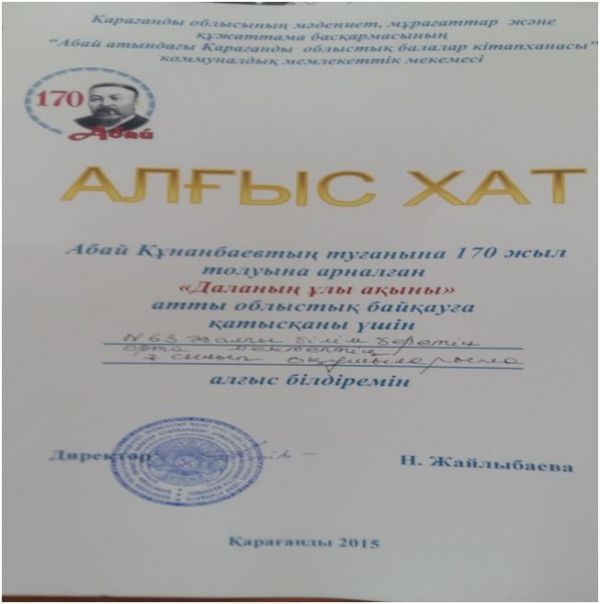 Қарағанды облысының мәдениет, мұрағаттар және
құжаттама басқармасының
"Абай атындағы Қарағанды облыстық балалар кітапханасы"
коммуналдық мемлекеттік мекемесі
170
Абай
АЛҒЫС ХАТ
Абай Құнанбаевтың туғанына 170 жыл
толуына арналған
«Даланың ұлы ақыны»
атты облыстық байқауға
қатысқаны үшін
№63 жалпы білім беретін
орта мектептің
7 сынып оқушыларына
алғыс білдіремін
Директор
Н. Жайлыбаева
Қарағанды 2015